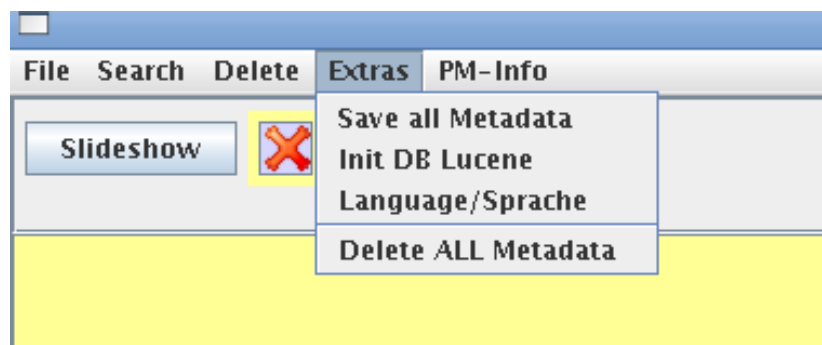 File Search Delete Extras PM-Info
Slideshow
Save all Metadata
Init DB Lucene
Language/Sprache
Delete ALL Metadata